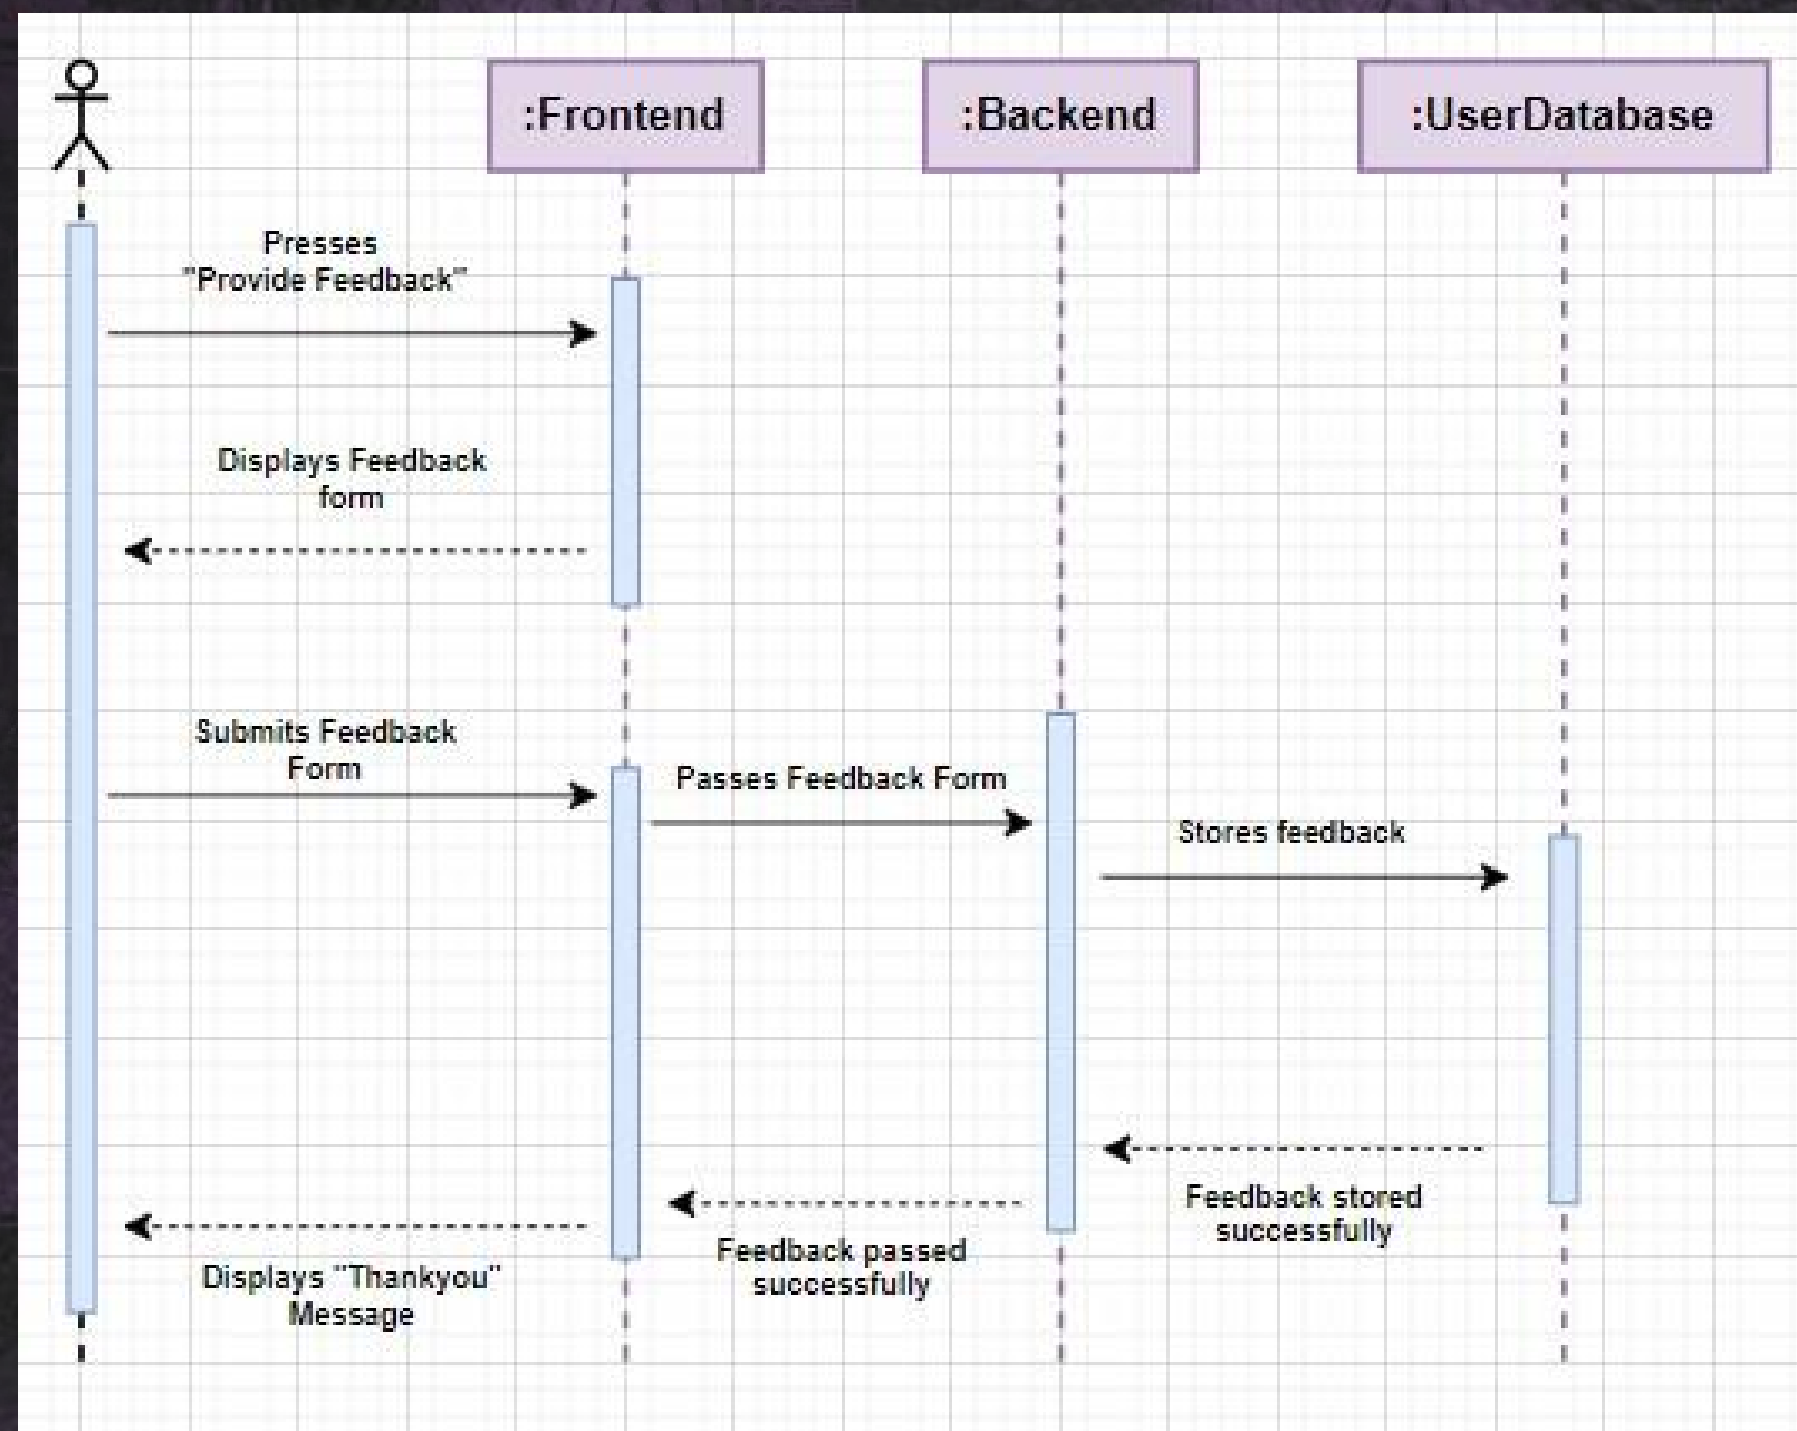 :Frontend
:Backend
:UserDatabase
Presses
"Provide Feedback"
Displays Feedback
form
Submits Feedback
Form
Passes Feedback Form
Stores feedback
Feedback stored
successfully
Feedback passed
successfully
Displays "Thankyou"
Message